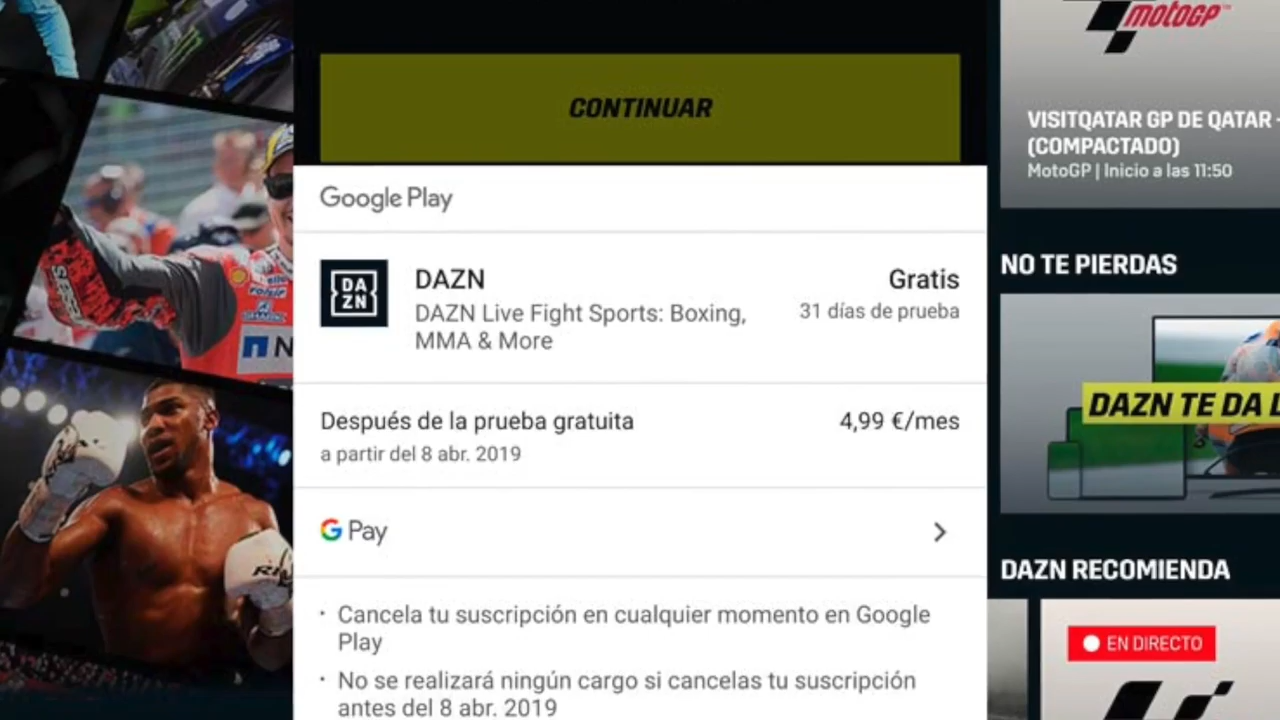 CONTINUAR
Google Play
DAZN
Gratis
DAZN Live Fight Sports: Boxing,
31 días de prueba
MMA & More
DA
ZN
Después de la prueba gratuita
4,99 €/mes
a partir del 8 abr. 2019
G Pay
· Cancela tu suscripción en cualquier momento en Google
Play
· No se realizará ningún cargo si cancelas tu suscripción
antes del 8 abr. 2019
MotoGP™
VISITQATAR GP DE QATAR -
(COMPACTADO)
MotoGP | Inicio a las 11:50
NO TE PIERDAS
DAZN TE DA
DAZN RECOMIENDA
EN DIRECTO